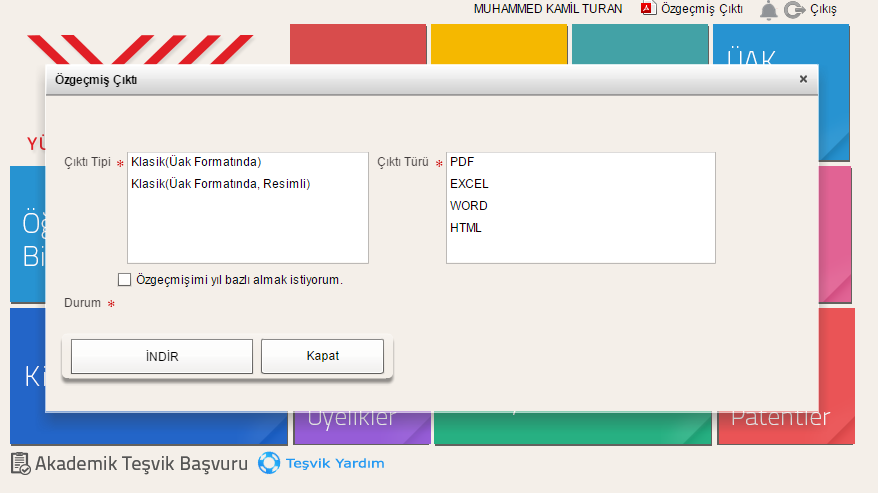 MUHAMMED KAMİL TURAN Özgeçmiş Çıktı Çıkış
ÜAK
Özgeçmiş Çıktı ×
YÜ
Çıktı Tipi * Klasik(Üak Formatında) Çıktı Türü * PDF
Klasik(Üak Formatında, Resimli) EXCEL
WORD
HTML
Öğ
Bi
Özgeçmişimi yıl bazlı almak istiyorum.
Durum *
İNDİR Kapat
Ki
Üyelikler Patentler
Akademik Teşvik Başvuru Teşvik Yardım